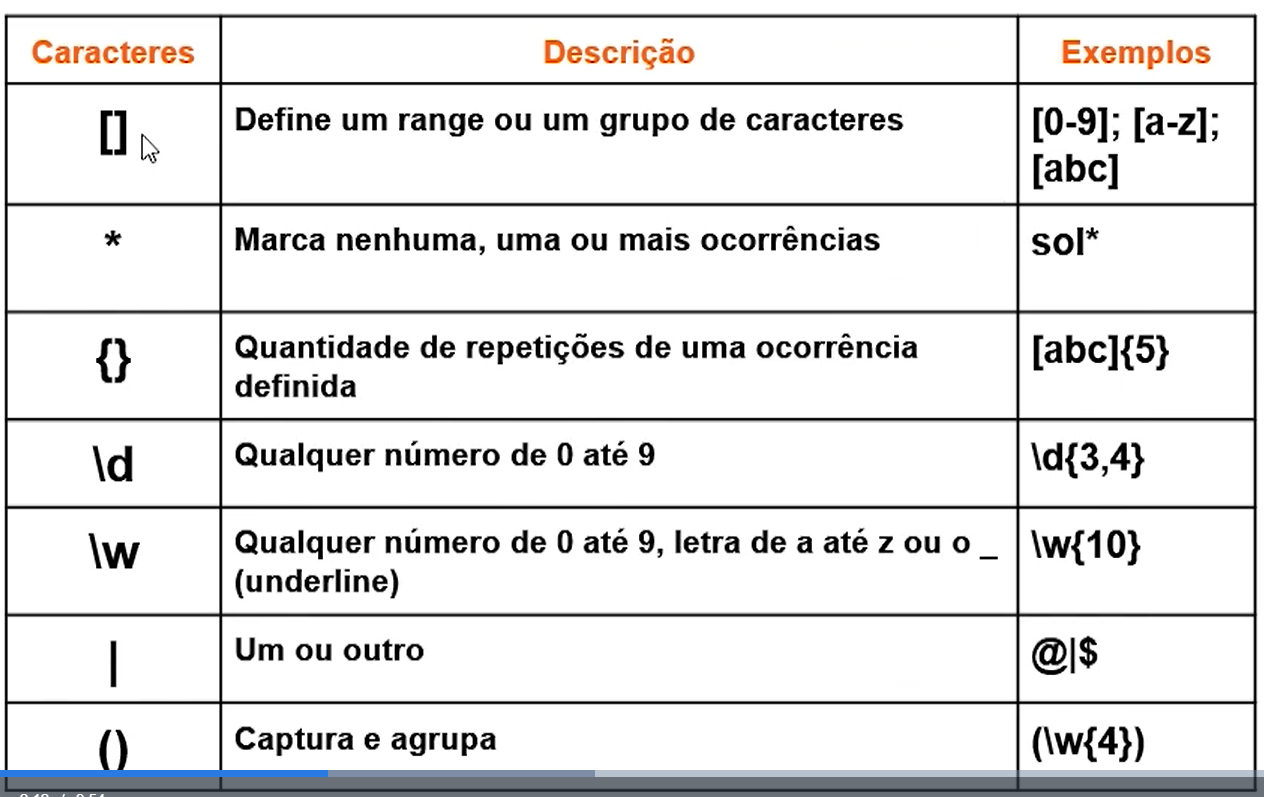 Caracteres Descrição Exemplos
[] Define um range ou um grupo de caracteres [0-9]; [a-z];
[abc]
* Marca nenhuma, uma ou mais ocorrências sol*
{} Quantidade de repetições de uma ocorrência [abc]{5}
definida
\d Qualquer número de 0 até 9 \d{3,4}
\w Qualquer número de 0 até 9, letra de a até z ou o _ \w{10}
(underline)
| Um ou outro @|$
() Captura e agrupa (\w{4})